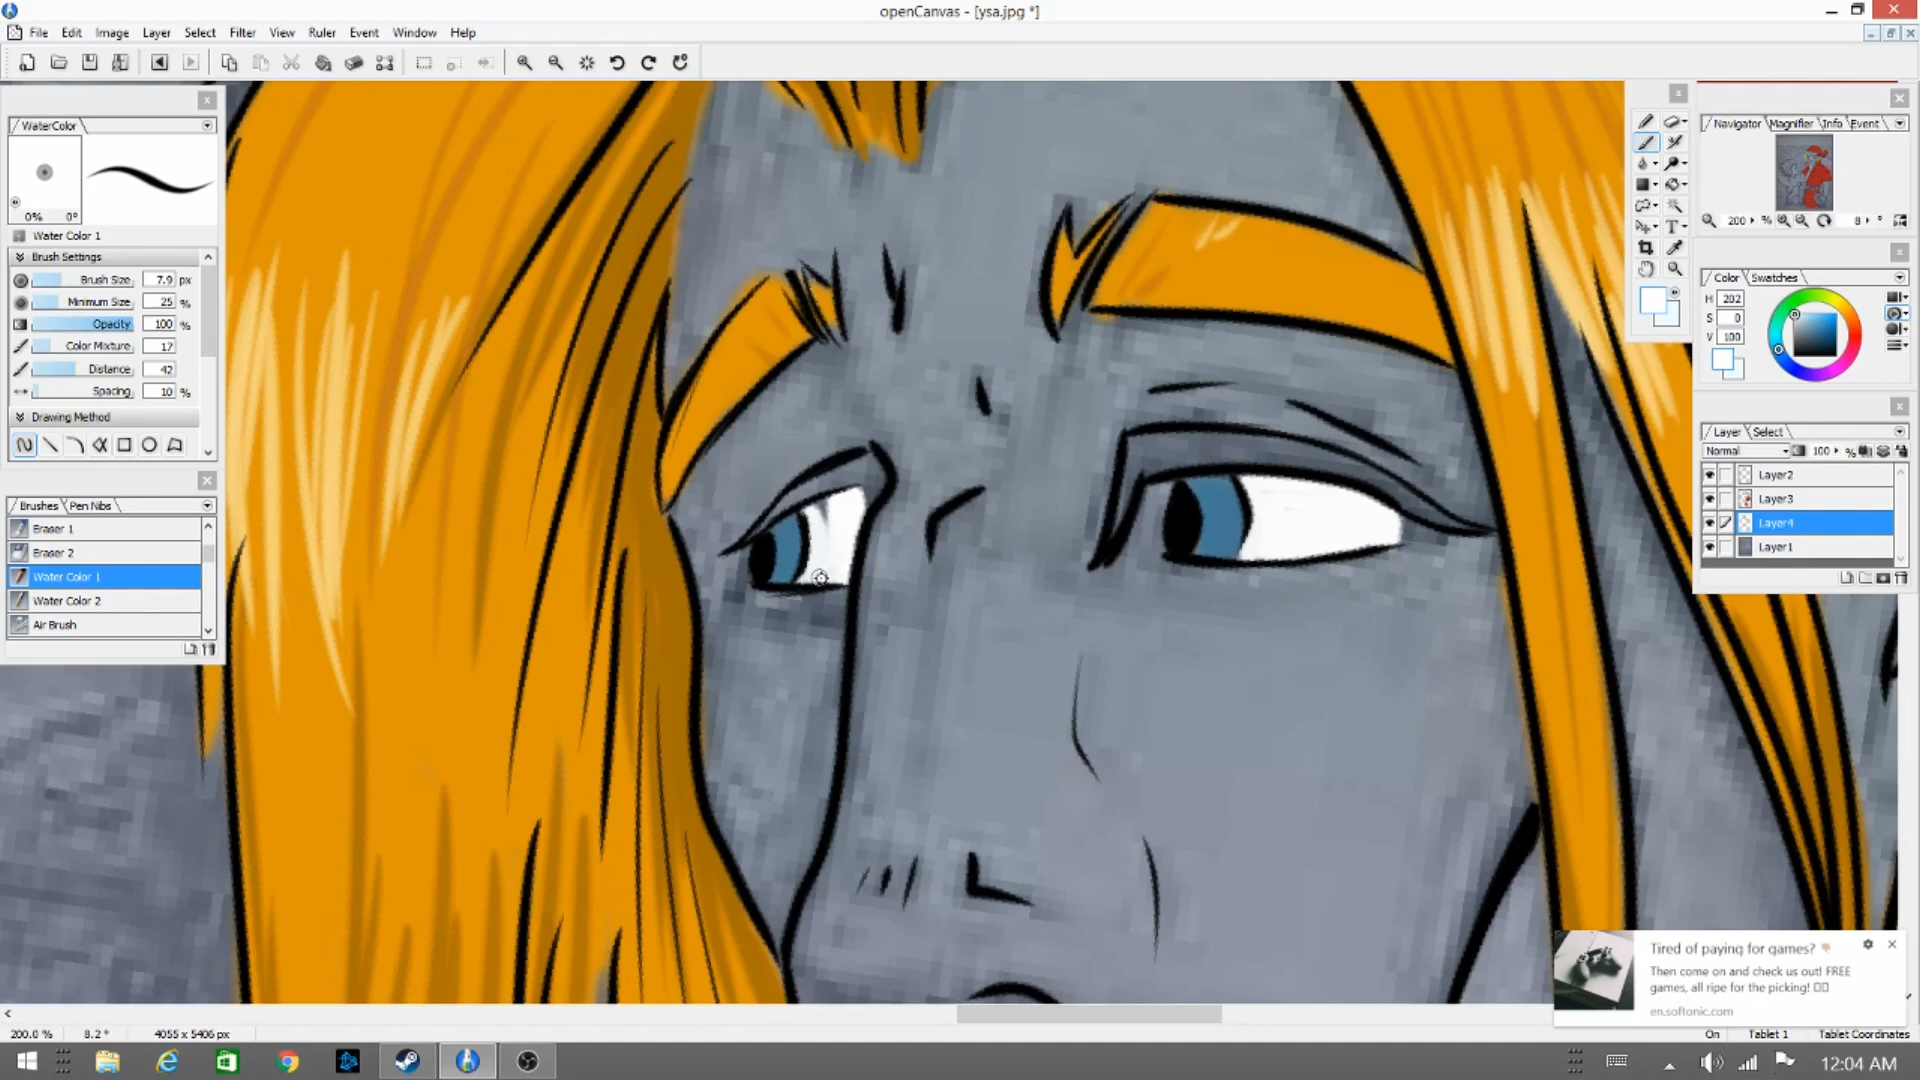 openCanvas - [ysa.jpg *]
File Edit Image Layer Select Filter View Ruler Event Window Help
WaterColor
0% 0°
Water Color 1
Brush Settings
Brush Size 7.9 px
Minimum Size 25 %
Opacity 100 %
Color Mixture 17
Distance 42
Spacing 10 %
Drawing Method
Brushes Pen Nibs
Eraser 1
Eraser 2
Water Color 1
Water Color 2
Air Brush
Navigator Magnifier Info Event
200 % 8 °
Color Swatches
H 202
S 0
V 100
Layer Select
Normal 100 %
Layer2
Layer3
Layer4
Layer1
Tired of paying for games?
Then come on and check us out! FREE
games, all ripe for the picking!
en.softonic.com
200.0 % 8.2 ° 4055 x 5406 px On Tablet 1 Tablet Coordinates
12:04 AM